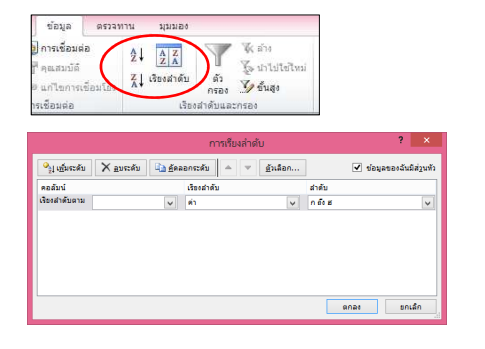 ข้อมูล ตรวจทาน มุมมอง
การเชื่อมต่อ
คุณสมบัติ
แก้ไขการเชื่อมโยง
เรียงลำดับ
ตัว
กรอง
ล้าง
นำไปใช้ใหม่
ขั้นสูง
ารเชื่อมต่อ
เรียงลำดับและกรอง
การเรียงลำดับ
? ×
เพิ่มระดับ ลบระดับ คัดลอกระดับ ตัวเลือก... ข้อมูลของฉันมีส่วนหัว
คอลัมน์ เรียงลำดับ ลำดับ
เรียงลำดับตาม ค่า ก ถึง ฮ
ตกลง ยกเลิก